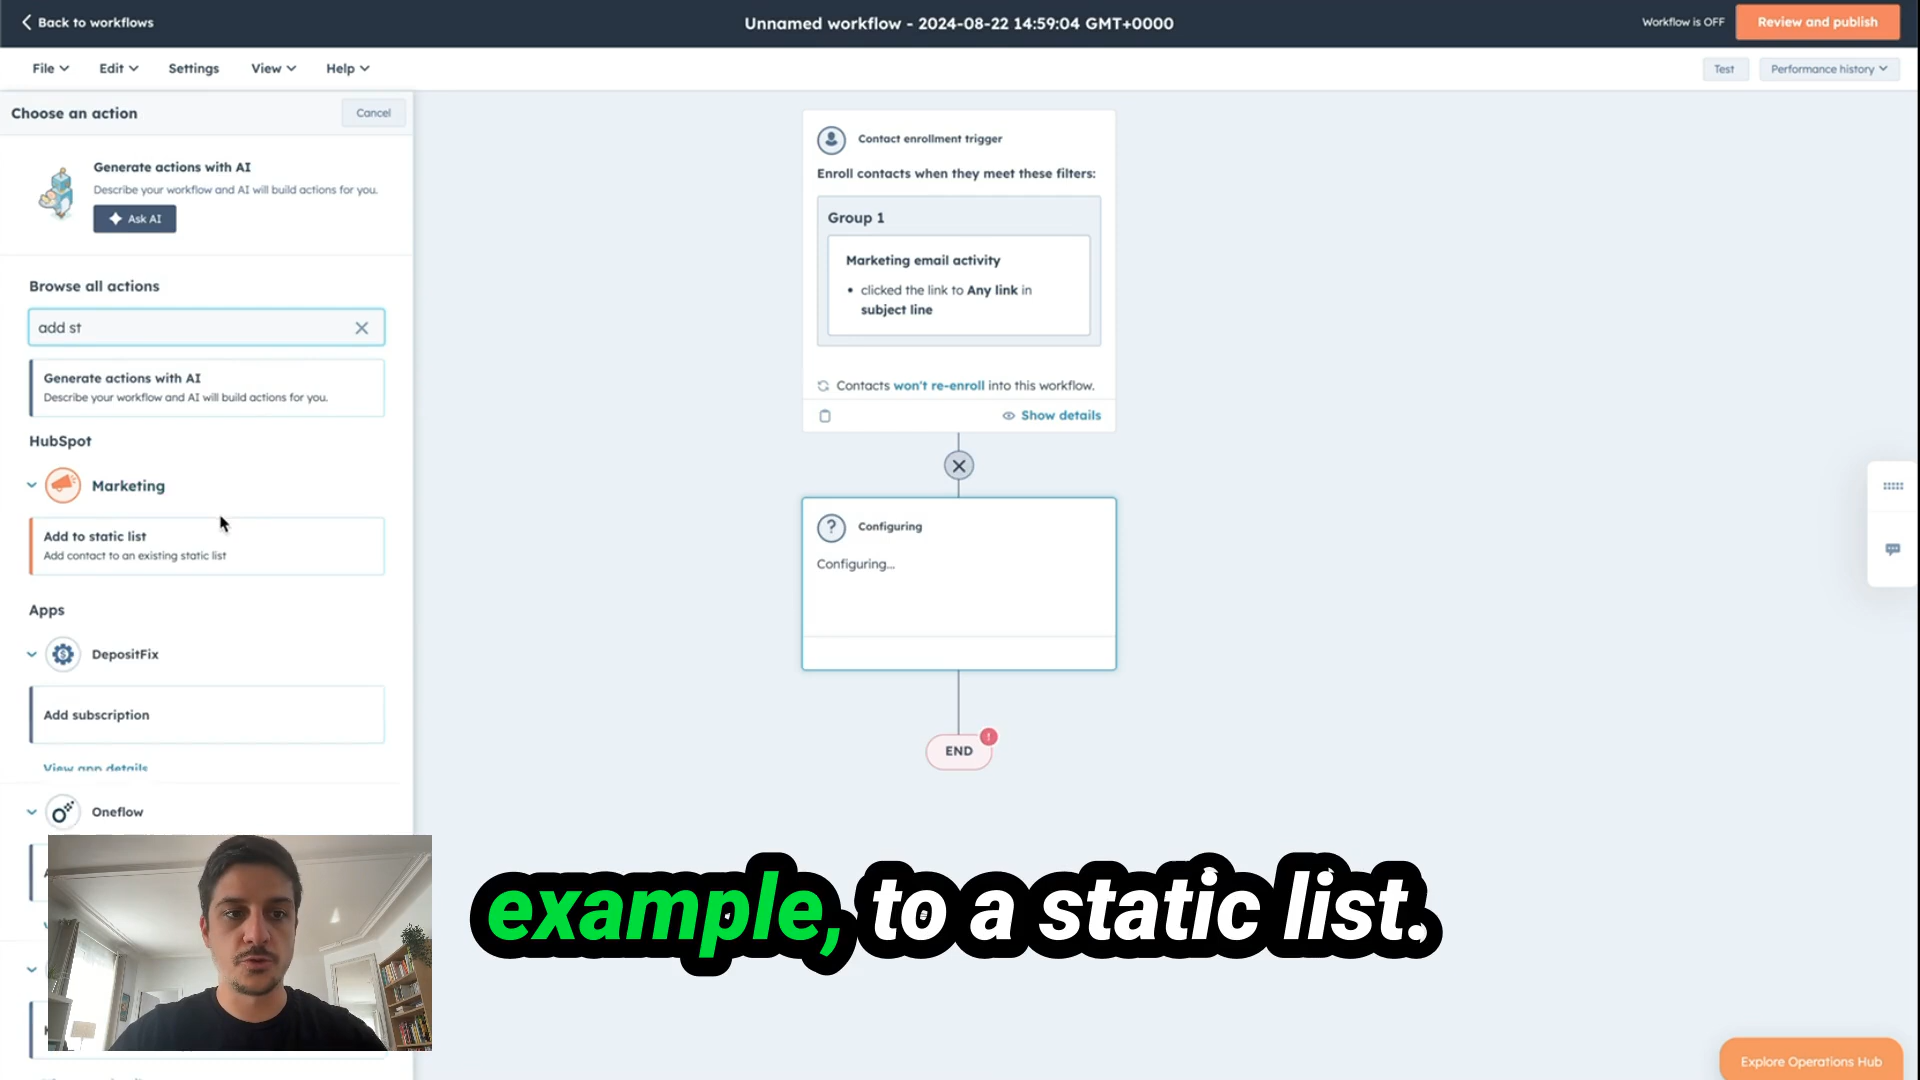 Back to workflows
Unnamed workflow - 2024-08-22 14:59:04 GMT+0000
Workflow is OFF
Review and publish
File
Edit
Settings
View
Help
Test
Performance history
Choose an action
Cancel
Generate actions with AI
Describe your workflow and AI will build actions for you.
Ask AI
Browse all actions
add st
Generate actions with AI
Describe your workflow and AI will build actions for you.
HubSpot
Marketing
Add to static list
Add contact to an existing static list
Apps
DepositFix
Add subscription
View app details
Oneflow
Contact enrollment trigger
Enroll contacts when they meet these filters:
Group 1
Marketing email activity
• clicked the link to Any link in
subject line
Contacts won't re-enroll into this workflow.
Show details
? Configuring
Configuring...
END
!
example, to a static list.
Explore Operations Hub